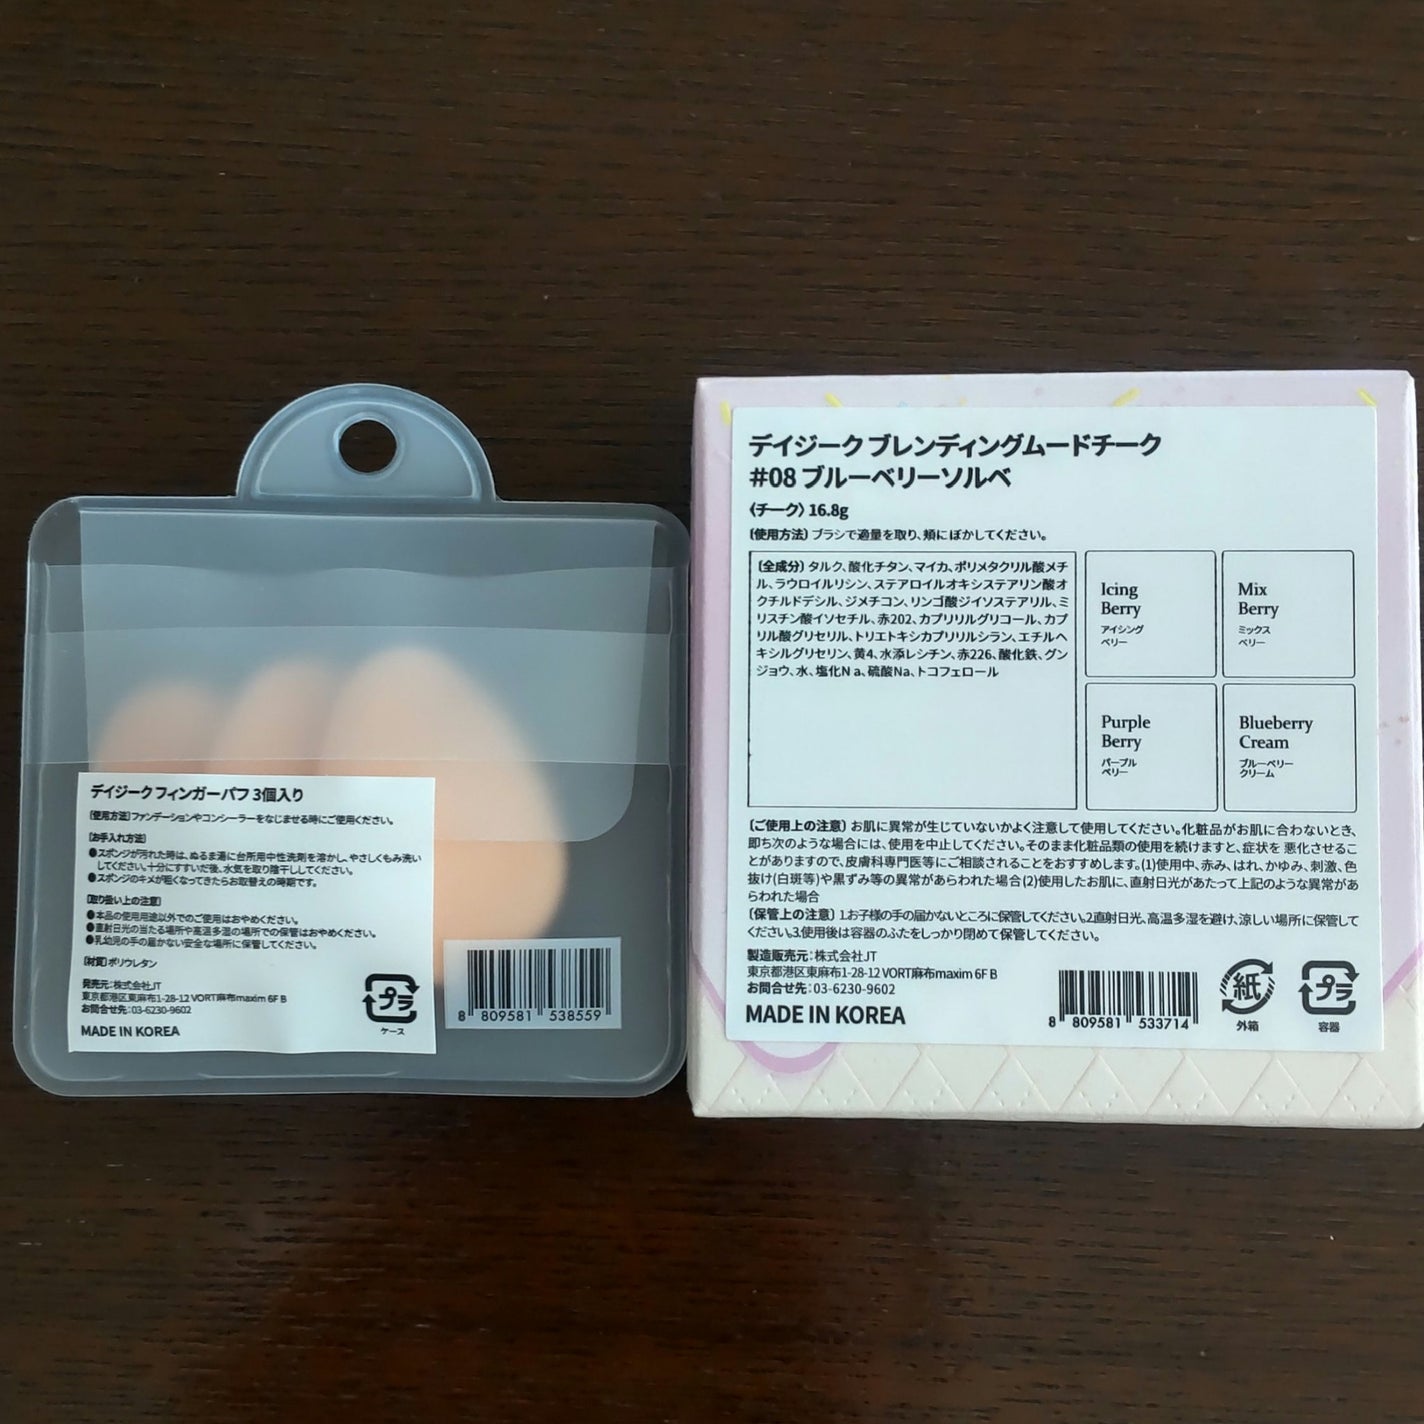 デイジーク フィンガーパフ 3個入り
〔使用方法〕ファンデーションやコンシーラーをなじませる時にご使用ください。
〔お手入れ方法〕
●スポンジが汚れた時は、ぬるま湯に台所用中性洗剤を溶かし、やさしくもみ洗い
してください。十分にすすいだ後、水気を取り陰干ししてください。
●スポンジのキメが粗くなってきたらお取替えの時期です。
〔取り扱い上の注意〕
●本品の使用用途以外でのご使用はおやめください。
●直射日光の当たる場所や高温多湿の場所での保管はおやめください。
●乳幼児の手の届かない安全な場所に保管してください。
〔材質〕ポリウレタン
発売元：株式会社JT
東京都港区東麻布1-28-12 VORT麻布maxim 6F B
お問合せ先：03-6230-9602
MADE IN KOREA
プラ
ケース
8 809581 538559
デイジーク ブレンディングムードチーク
#08 ブルーベリーソルベ
〈チーク〉 16.8g
〔使用方法〕 ブラシで適量を取り、頬にぼかしてください。
〔全成分〕 タルク、酸化チタン、マイカ、ポリメタクリル酸メチ
ル、ラウロイルリシン、ステアロイルオキシステアリン酸オ
クチルドデシル、ジメチコン、リンゴ酸ジイソステアリル、ミ
リスチン酸イソセチル、赤202、カプリリルグリコール、カプ
リル酸グリセリル、トリエトキシカプリリルシラン、エチルヘ
キシルグリセリン、黄4、水添レシチン、赤226、酸化鉄、グン
ジョウ、水、塩化N a、硫酸Na、トコフェロール
Icing
Berry
アイシング
ベリー
Mix
Berry
ミックス
ベリー
Purple
Berry
パープル
ベリー
Blueberry
Cream
ブルーベリー
クリーム
〔ご使用上の注意〕 お肌に異常が生じていないかよく注意して使用してください。化粧品がお肌に合わないとき、
即ち次のような場合には、使用を中止してください。そのまま化粧品類の使用を続けますと、症状を 悪化させるこ
とがありますので、皮膚科専門医等にご相談されることをおすすめします。(1)使用中、赤み、はれ、かゆみ、刺激、色
抜け(白斑等)や黒ずみ等の異常があらわれた場合(2)使用したお肌に、直射日光があたって上記のような異常があ
らわれた場合
〔保管上の注意〕 1.お子様の手の届かないところに保管してください。2.直射日光、高温多湿を避け、涼しい場所に保管して
ください。3.使用後は容器のふたをしっかり閉めて保管してください。
製造販売元：株式会社JT
東京都港区東麻布1-28-12 VORT麻布maxim 6F B
お問合せ先：03-6230-9602
MADE IN KOREA
8 809581 533714
紙
外箱
プラ
容器